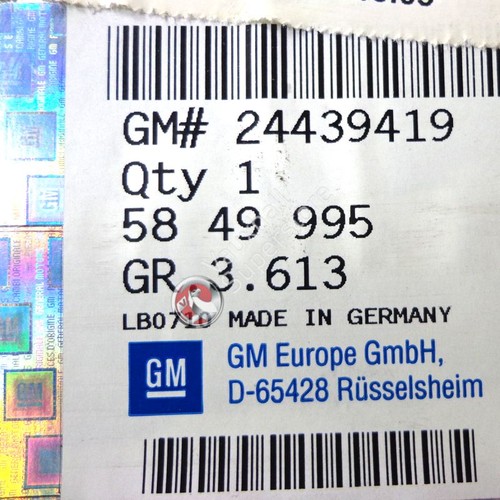 GM# 24439419
Qty 1
58 49 995
GR 3.613
MADE IN GERMANY
GM
GM Europe GmbH,
D-65428 Rüsselsheim
GM